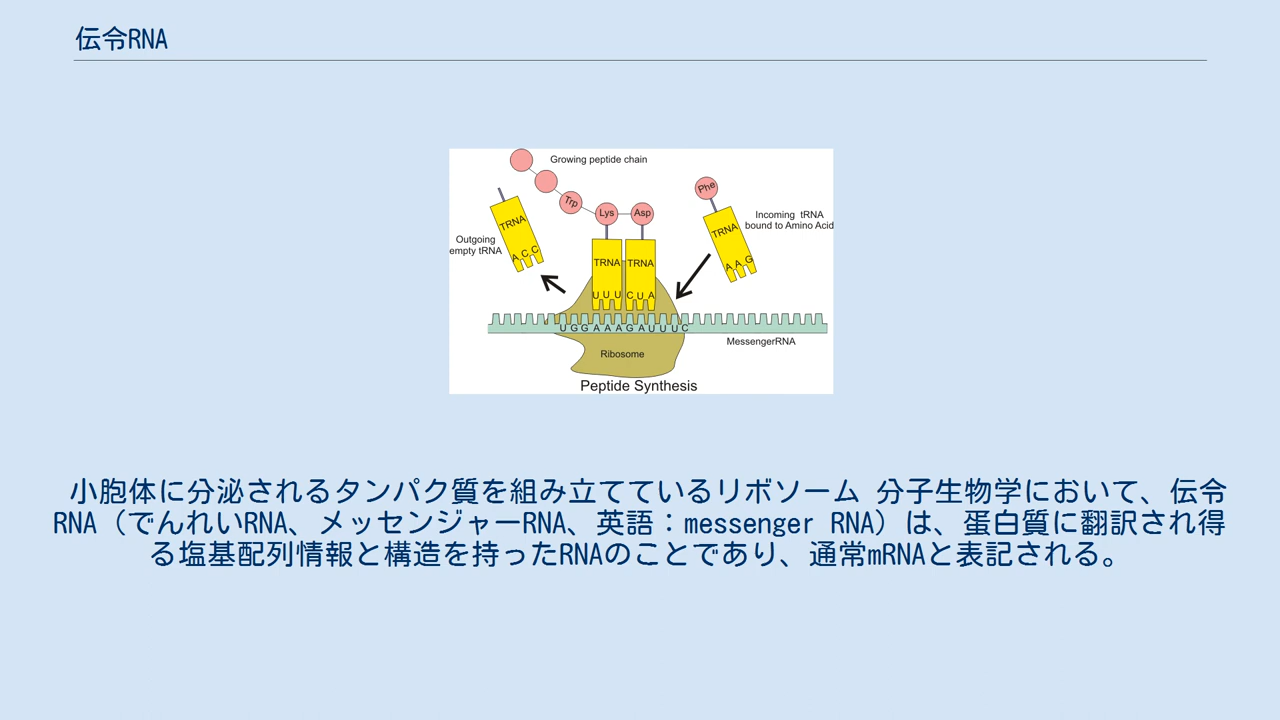 伝令RNA
Growing peptide chain
Trp
Lys
Asp
Phe
TRNA
Outgoing
empty tRNA
A C C
TRNA
TRNA
TRNA
Incoming tRNA
bound to Amino Acid
A A G
U U U
C U A
U G G A A A G A U U U C
MessengerRNA
Ribosome
Peptide Synthesis
小胞体に分泌されるタンパク質を組み立てているリボソーム 分子生物学において、伝令
RNA（でんれいRNA、メッセンジャーRNA、英語：messenger RNA）は、蛋白質に翻訳され得
る塩基配列情報と構造を持ったRNAのことであり、通常mRNAと表記される。